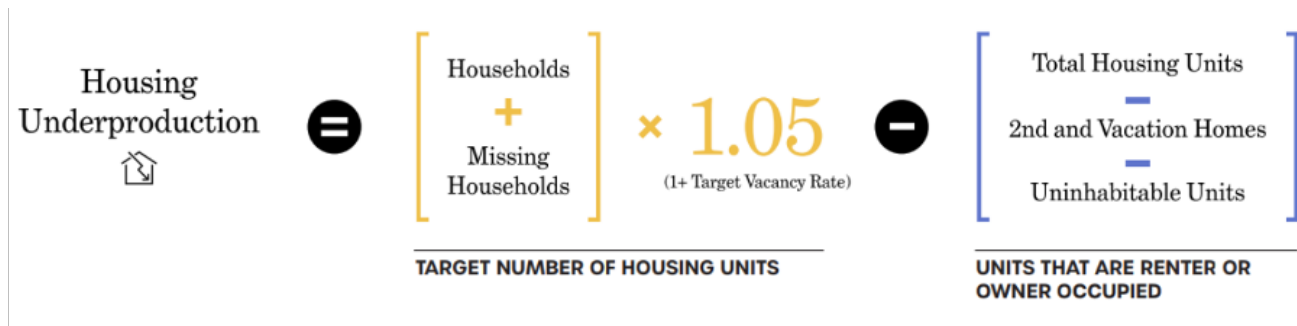 Housing
Underproduction
=
Households
+
Missing
Households
× 1.05
(1+ Target Vacancy Rate)
TARGET NUMBER OF HOUSING UNITS
−
Total Housing Units
−
2nd and Vacation Homes
−
Uninhabitable Units
UNITS THAT ARE RENTER OR
OWNER OCCUPIED